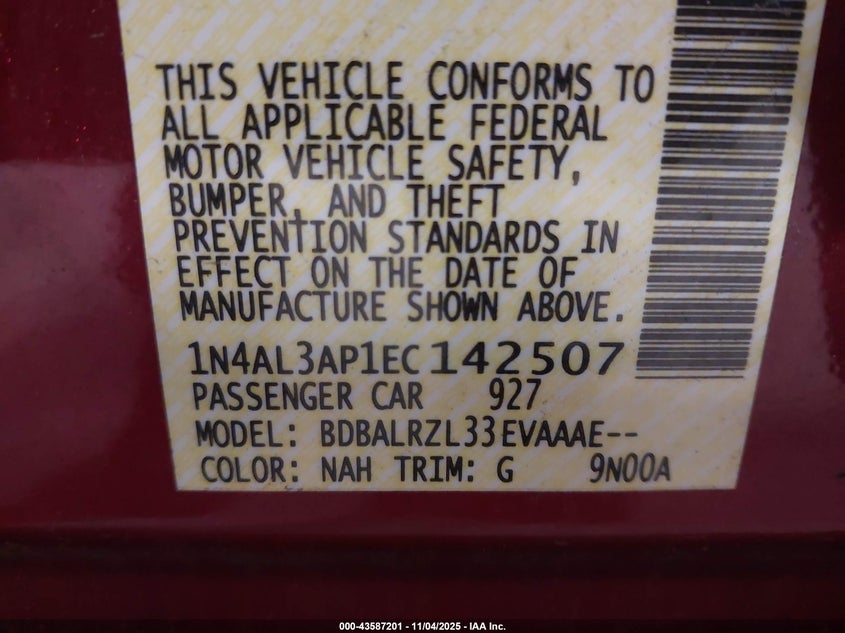 THIS VEHICLE CONFORMS TO
ALL APPLICABLE FEDERAL
MOTOR VEHICLE SAFETY,
BUMPER, AND THEFT
PREVENTION STANDARDS IN
EFFECT ON THE DATE OF
MANUFACTURE SHOWN ABOVE.
1N4AL3AP1EC142507
PASSENGER CAR 927
MODEL: BDBALRZL33EVAAAE--
COLOR: NAH TRIM: G 9N00A
000-43587201 - 11/04/2025 - IAA Inc.